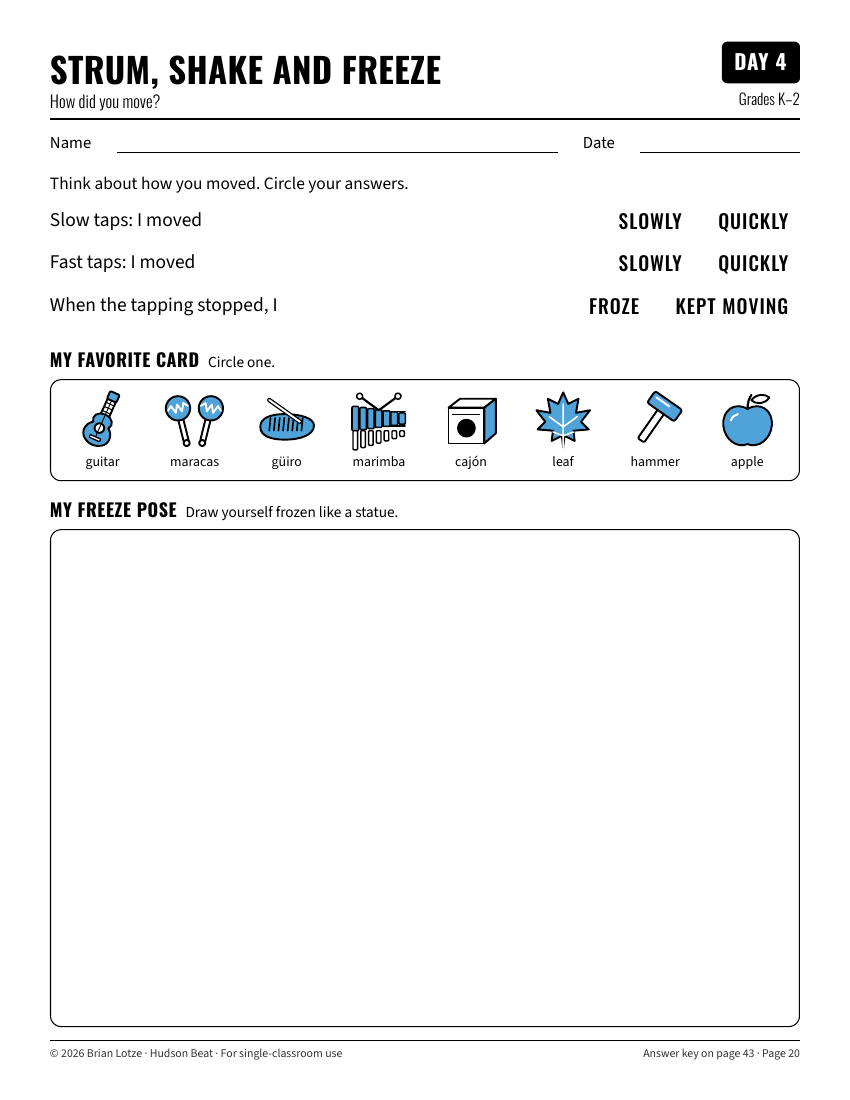 STRUM, SHAKE AND FREEZE
DAY 4
How did you move?
Grades K–2
Name
Date
Think about how you moved. Circle your answers.
Slow taps: I moved SLOWLY QUICKLY
Fast taps: I moved SLOWLY QUICKLY
When the tapping stopped, I FROZE KEPT MOVING
MY FAVORITE CARD Circle one.
guitar maracas güiro marimba cajón leaf hammer apple
MY FREEZE POSE Draw yourself frozen like a statue.
© 2026 Brian Lotze · Hudson Beat · For single-classroom use
Answer key on page 43 · Page 20